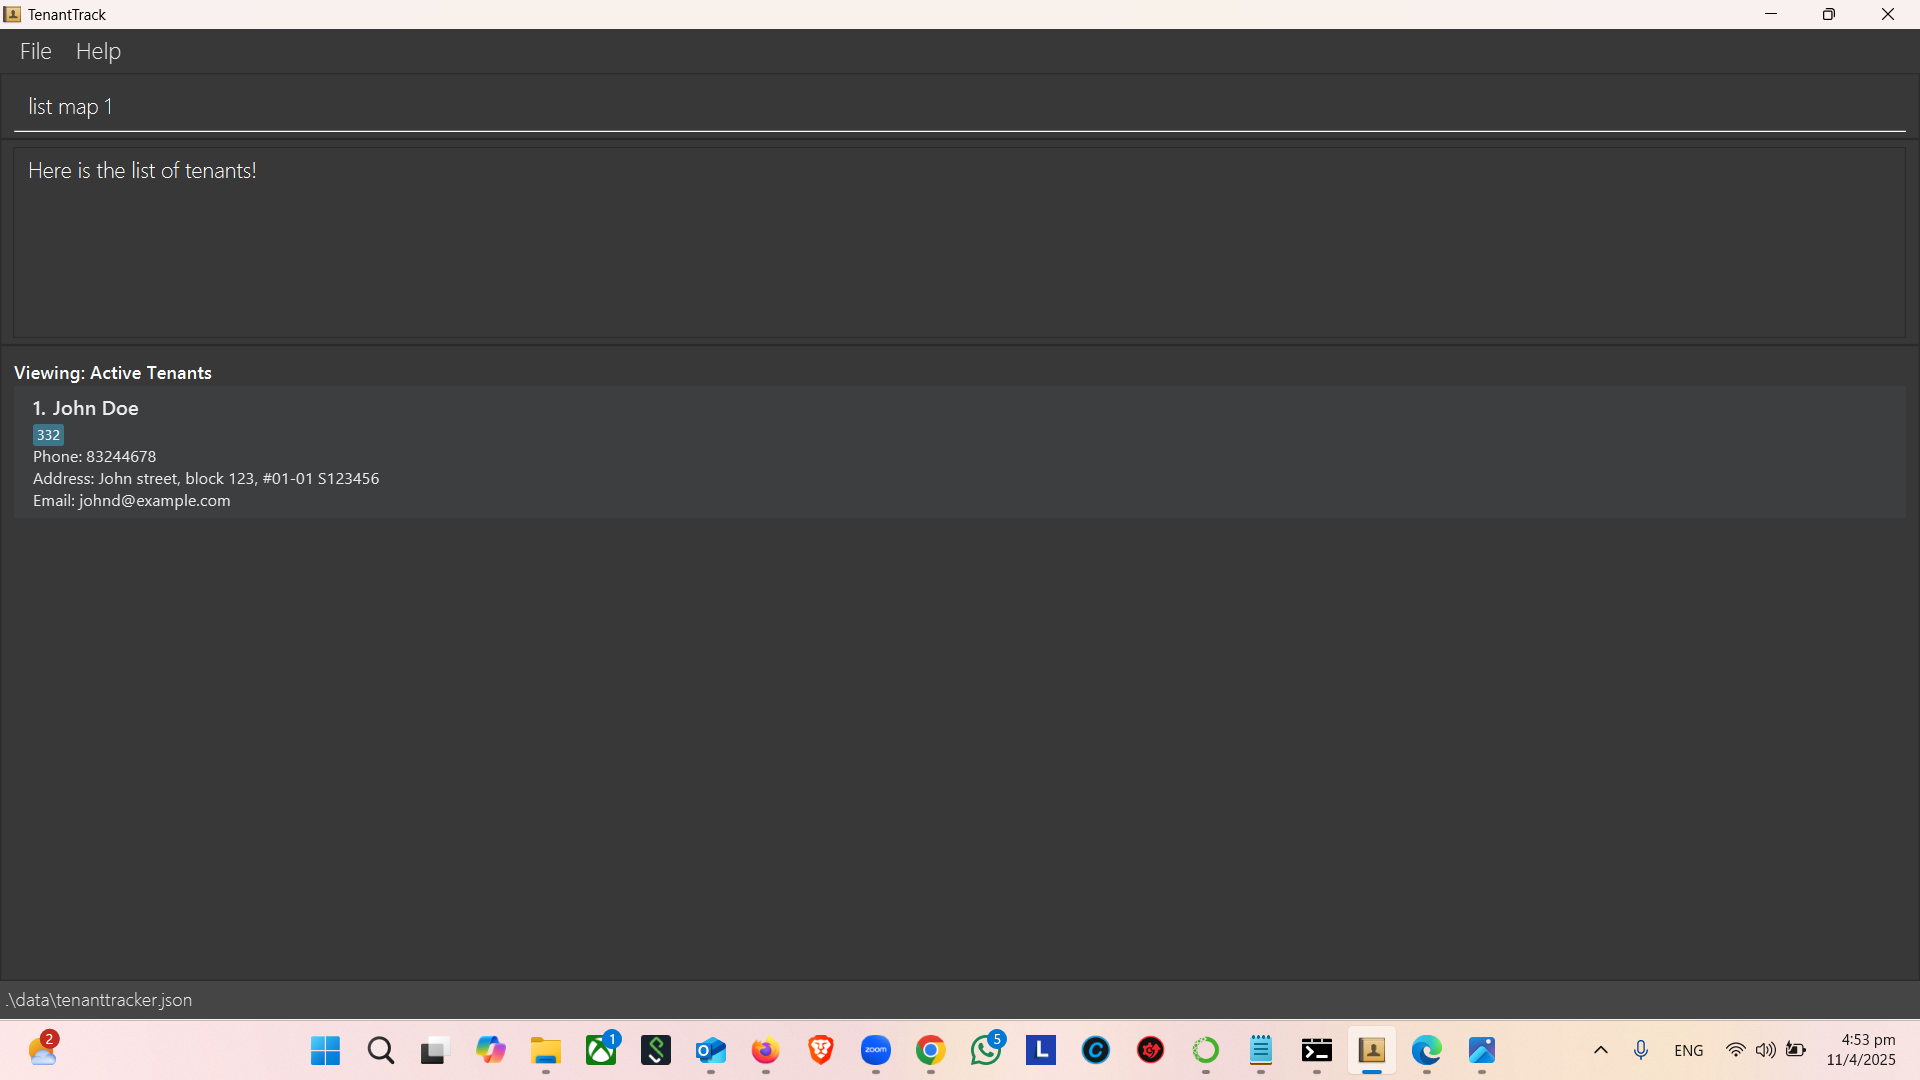 TenantTrack
File Help
list map 1
Here is the list of tenants!
Viewing: Active Tenants
1. John Doe
332
Phone: 83244678
Address: John street, block 123, #01-01 S123456
Email: johnd@example.com
.\data\tenanttracker.json
2
1
O
zoom
5
L
C
ENG
4:53 pm
11/4/2025